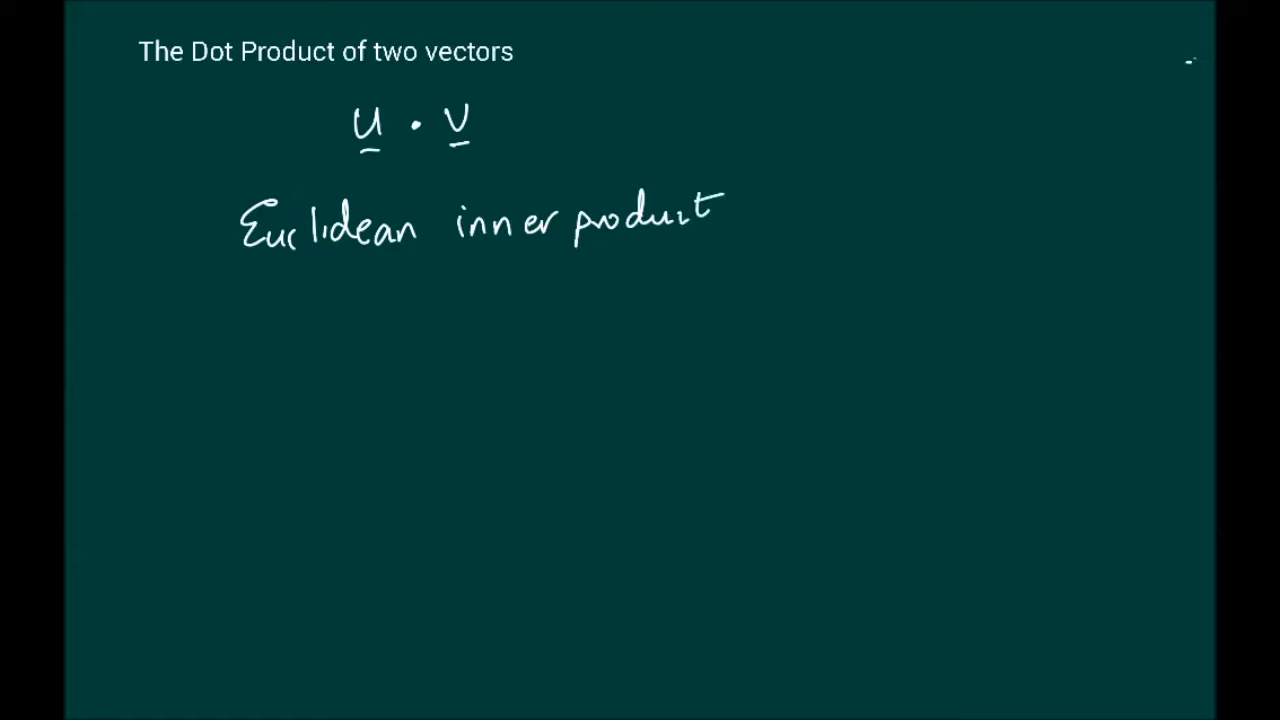 The Dot Product of two vectors
u · v
Euclidean inner product